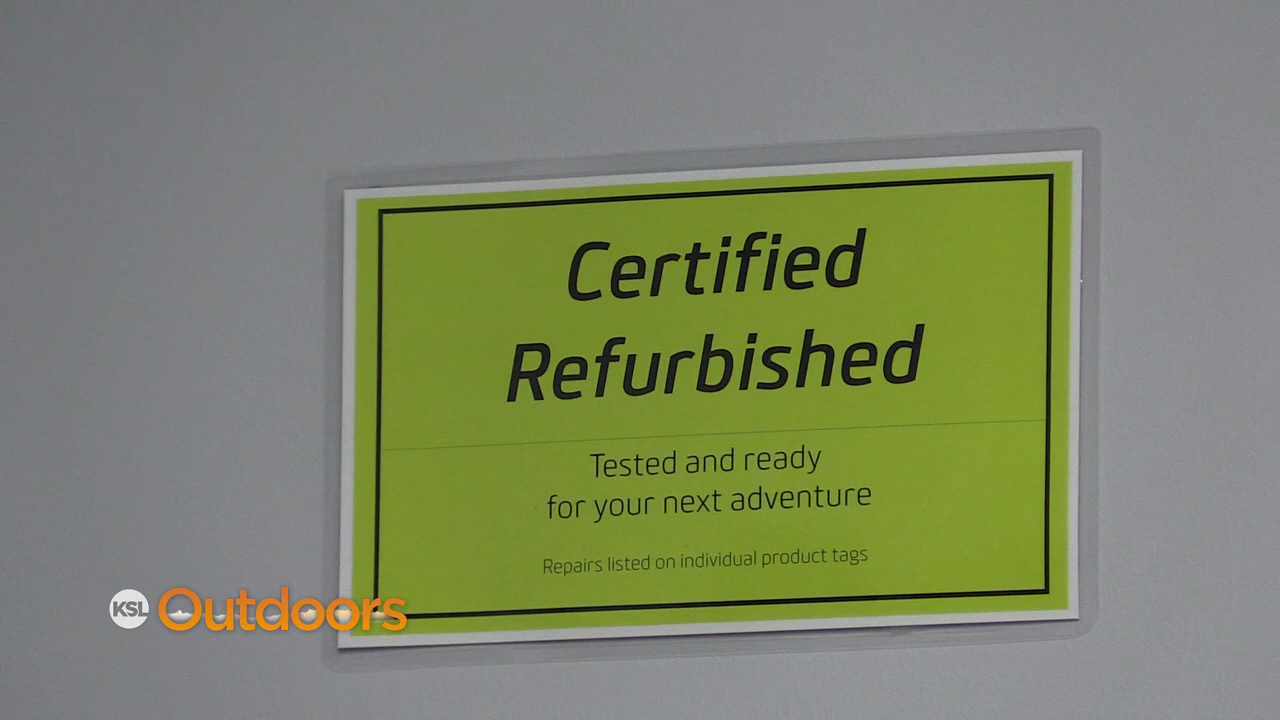 Certified
Refurbished
Tested and ready
for your next adventure
Repairs listed on individual product tags
KSL Outdoors